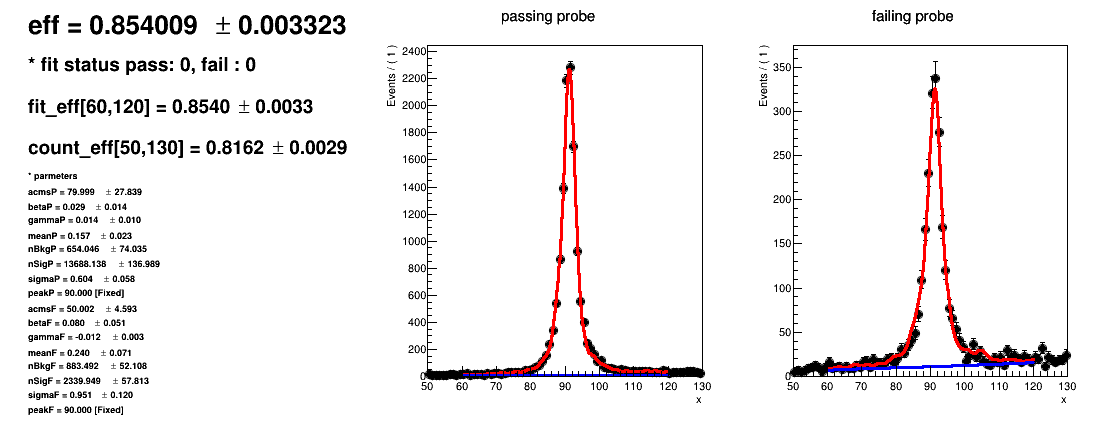 eff = 0.854009 ± 0.003323
* fit status pass: 0, fail : 0
fit_eff[60,120] = 0.8540 ± 0.0033
count_eff[50,130] = 0.8162 ± 0.0029
* parmeters
acmsP = 79.999 ± 27.839
betaP = 0.029 ± 0.014
gammaP = 0.014 ± 0.010
meanP = 0.157 ± 0.023
nBkgP = 654.046 ± 74.035
nSigP = 13688.138 ± 136.989
sigmaP = 0.604 ± 0.058
peakP = 90.000 [Fixed]
acmsF = 50.002 ± 4.593
betaF = 0.080 ± 0.051
gammaF = -0.012 ± 0.003
meanF = 0.240 ± 0.071
nBkgF = 883.492 ± 52.108
nSigF = 2339.949 ± 57.813
sigmaF = 0.951 ± 0.120
peakF = 90.000 [Fixed]
passing probe
Events / ( 1 )
2400
2200
2000
1800
1600
1400
1200
1000
800
600
400
200
0
50 60 70 80 90 100 110 120 130
x
failing probe
Events / ( 1 )
350
300
250
200
150
100
50
0
50 60 70 80 90 100 110 120 130
x